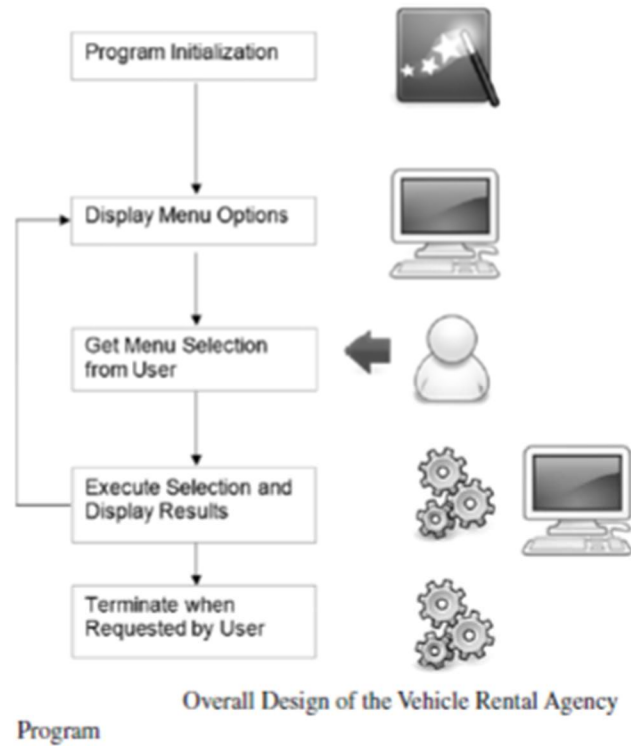 Program Initialization
Display Menu Options
Get Menu Selection
from User
Execute Selection and
Display Results
Terminate when
Requested by User
Overall Design of the Vehicle Rental Agency
Program